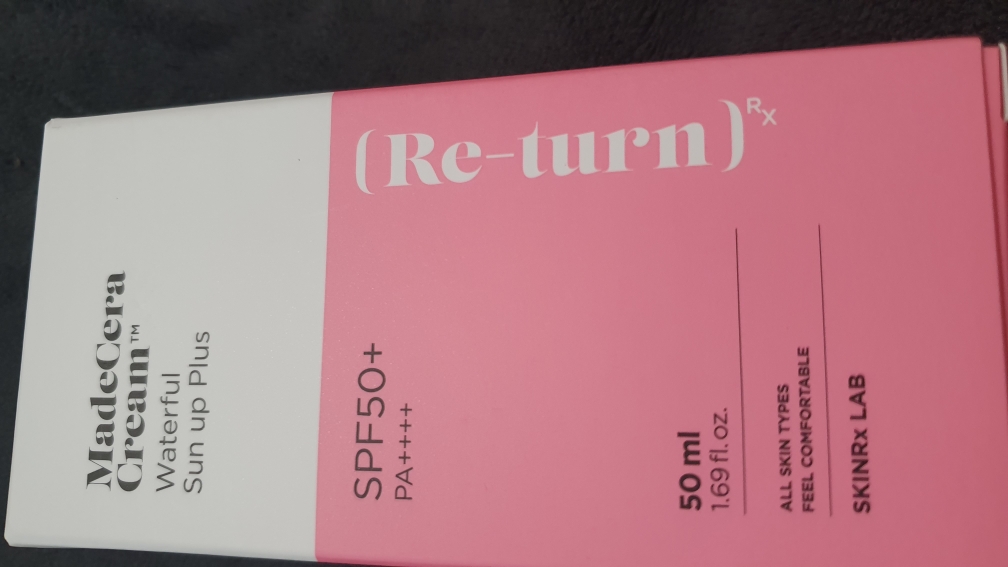 MadeCera
Cream™
Waterful
Sun up Plus
(Re-turn)Rx
SPF50+
PA++++
50 ml
1.69 fl. oz.
ALL SKIN TYPES
FEEL COMFORTABLE
SKINRx LAB